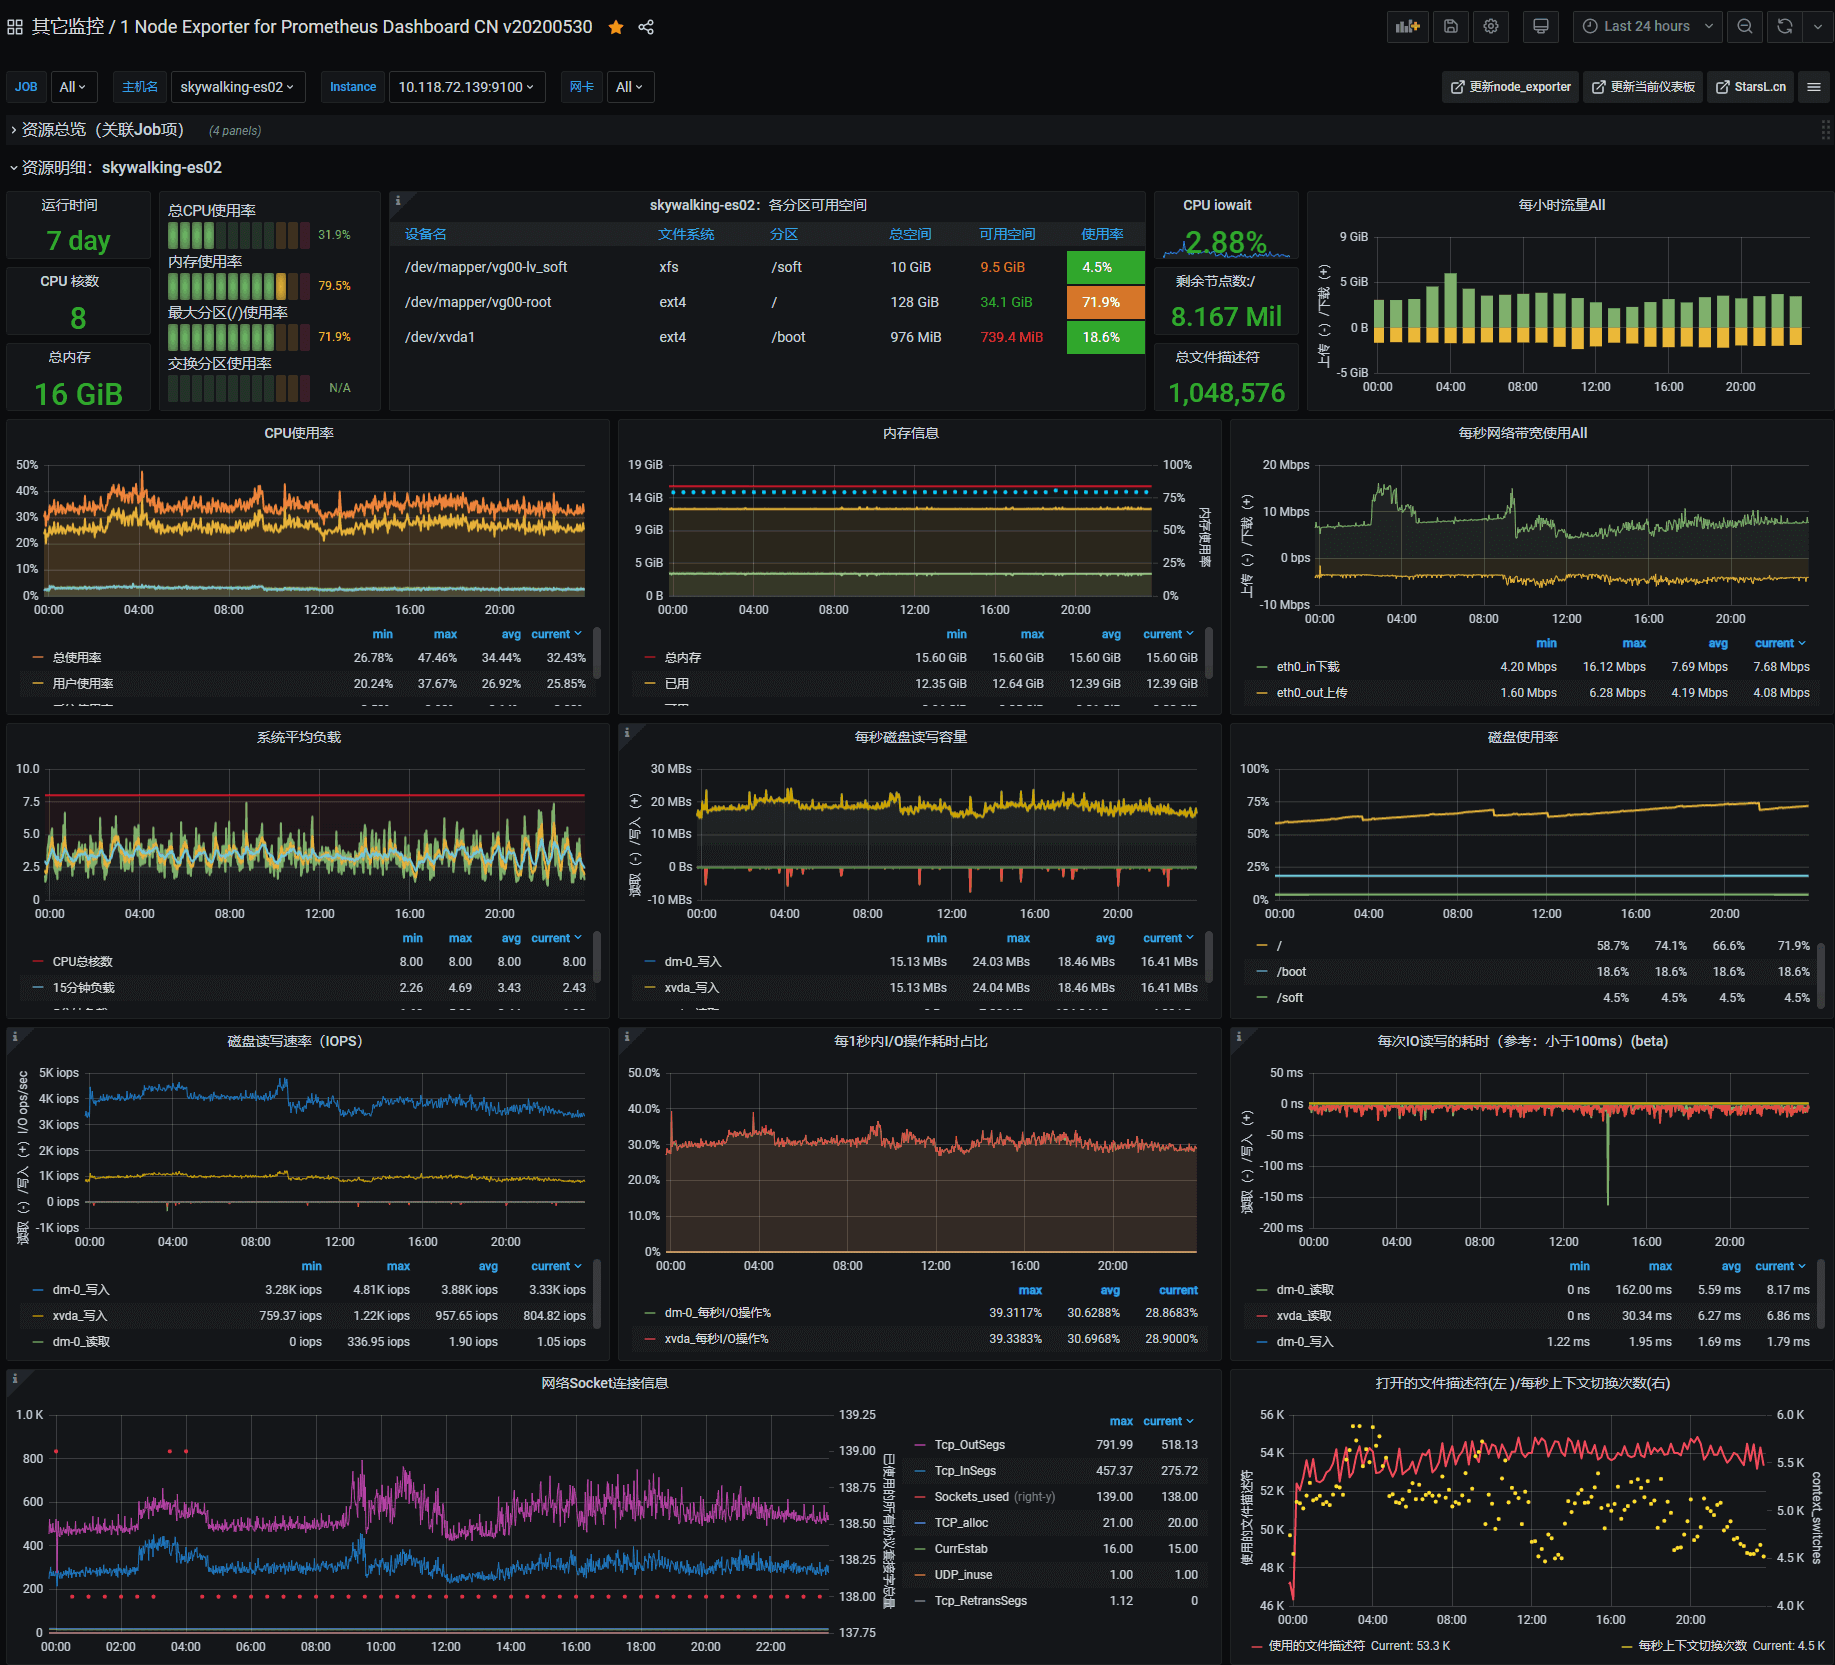 其它监控 / 1 Node Exporter for Prometheus Dashboard CN v20200530
Last 24 hours
JOB All 主机名 skywalking-es02 Instance 10.118.72.139:9100 网卡 All
更新node_exporter 更新当前仪表板 StarsL.cn
资源总览（关联Job项） (4 panels)
资源明细：skywalking-es02
运行时间
7 day
CPU 核数
8
总内存
16 GiB
总CPU使用率
31.9%
内存使用率
79.5%
最大分区(/)使用率
71.9%
交换分区使用率
N/A
skywalking-es02：各分区可用空间
设备名 文件系统 分区 总空间 可用空间 使用率
/dev/mapper/vg00-lv_soft xfs /soft 10 GiB 9.5 GiB 4.5%
/dev/mapper/vg00-root ext4 / 128 GiB 34.1 GiB 71.9%
/dev/xvda1 ext4 /boot 976 MiB 739.4 MiB 18.6%
CPU iowait
2.88%
剩余节点数:/
8.167 Mil
总文件描述符
1,048,576
每小时流量All
上传（-）/下载（+）
9 GiB
5 GiB
0 B
-5 GiB
00:00 04:00 08:00 12:00 16:00 20:00
CPU使用率
50%
40%
30%
20%
10%
0%
00:00 04:00 08:00 12:00 16:00 20:00
min max avg current
总使用率 26.78% 47.46% 34.44% 32.43%
用户使用率 20.24% 37.67% 26.92% 25.85%
内存信息
19 GiB 100%
14 GiB 75%
9 GiB 50%
5 GiB 25%
0 B 0%
内存使用率
00:00 04:00 08:00 12:00 16:00 20:00
min max avg current
总内存 15.60 GiB 15.60 GiB 15.60 GiB 15.60 GiB
已用 12.35 GiB 12.64 GiB 12.39 GiB 12.39 GiB
每秒网络带宽使用All
上传（-）/下载（+）
20 Mbps
10 Mbps
0 bps
-10 Mbps
00:00 04:00 08:00 12:00 16:00 20:00
min max avg current
eth0_in下载 4.20 Mbps 16.12 Mbps 7.69 Mbps 7.68 Mbps
eth0_out上传 1.60 Mbps 6.28 Mbps 4.19 Mbps 4.08 Mbps
系统平均负载
10.0
7.5
5.0
2.5
0
00:00 04:00 08:00 12:00 16:00 20:00
min max avg current
CPU总核数 8.00 8.00 8.00 8.00
15分钟负载 2.26 4.69 3.43 2.43
每秒磁盘读写容量
读取（-）/写入（+）
30 MBs
20 MBs
10 MBs
0 Bs
-10 MBs
00:00 04:00 08:00 12:00 16:00 20:00
min max avg current
dm-0_写入 15.13 MBs 24.03 MBs 18.46 MBs 16.41 MBs
xvda_写入 15.13 MBs 24.04 MBs 18.46 MBs 16.41 MBs
磁盘使用率
100%
75%
50%
25%
0%
00:00 04:00 08:00 12:00 16:00 20:00
/ 58.7% 74.1% 66.6% 71.9%
/boot 18.6% 18.6% 18.6% 18.6%
/soft 4.5% 4.5% 4.5% 4.5%
磁盘读写速率（IOPS）
读取（-）/写入（+）I/O ops/sec
5K iops
4K iops
3K iops
2K iops
1K iops
0 iops
-1K iops
00:00 04:00 08:00 12:00 16:00 20:00
min max avg current
dm-0_写入 3.28K iops 4.81K iops 3.88K iops 3.33K iops
xvda_写入 759.37 iops 1.22K iops 957.65 iops 804.82 iops
dm-0_读取 0 iops 336.95 iops 1.90 iops 1.05 iops
每1秒内I/O操作耗时占比
50.0%
40.0%
30.0%
20.0%
10.0%
0%
00:00 04:00 08:00 12:00 16:00 20:00
max avg current
dm-0_每秒I/O操作% 39.3117% 30.6288% 28.8683%
xvda_每秒I/O操作% 39.3383% 30.6968% 28.9000%
每次IO读写的耗时（参考：小于100ms）(beta)
读取（-）/写入（+）
50 ms
0 ns
-50 ms
-100 ms
-150 ms
-200 ms
00:00 04:00 08:00 12:00 16:00 20:00
min max avg current
dm-0_读取 0 ns 162.00 ms 5.59 ms 8.17 ms
xvda_读取 0 ns 30.34 ms 6.27 ms 6.86 ms
dm-0_写入 1.22 ms 1.95 ms 1.69 ms 1.79 ms
网络Socket连接信息
1.0 K
800
600
400
200
0
139.25
139.00
138.75
138.50
138.25
138.00
137.75
已使用的所有协议套接字总量
00:00 02:00 04:00 06:00 08:00 10:00 12:00 14:00 16:00 18:00 20:00 22:00
max current
Tcp_OutSegs 791.99 518.13
Tcp_InSegs 457.37 275.72
Sockets_used (right-y) 139.00 138.00
TCP_alloc 21.00 20.00
CurrEstab 16.00 15.00
UDP_inuse 1.00 1.00
Tcp_RetransSegs 1.12 0
打开的文件描述符(左 )/每秒上下文切换次数(右)
使用的文件描述符
56 K
54 K
52 K
50 K
48 K
46 K
6.0 K
5.5 K
5.0 K
4.5 K
4.0 K
context_switches
00:00 04:00 08:00 12:00 16:00 20:00
使用的文件描述符 Current: 53.3 K 每秒上下文切换次数 Current: 4.5 K